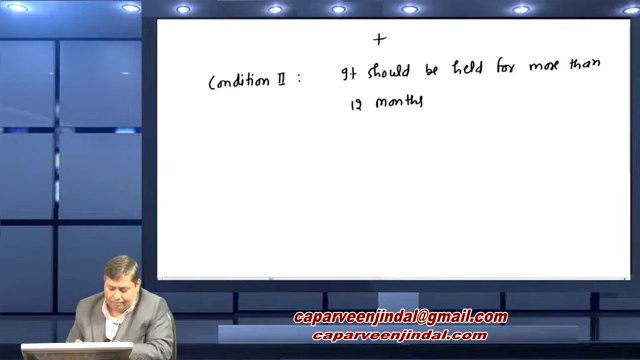 +
Condition II : It should be held for more than
12 months
caparveenjindal@gmail.com
caparveenjindal.com